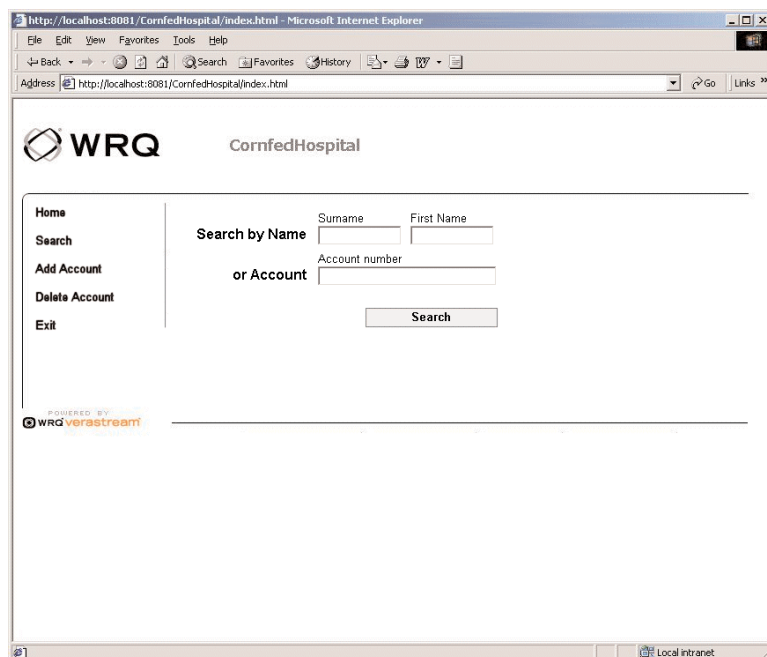 http://localhost:8081/CornfedHospital/index.html - Microsoft Internet Explorer
File Edit View Favorites Tools Help
Back Search Favorites History
Address http://localhost:8081/CornfedHospital/index.html Go Links »
WRQ CornfedHospital
Home
Search
Add Account
Delete Account
Exit
Surname First Name
Search by Name
Account number
or Account
Search
POWERED BY
WRQ verastream
Local intranet